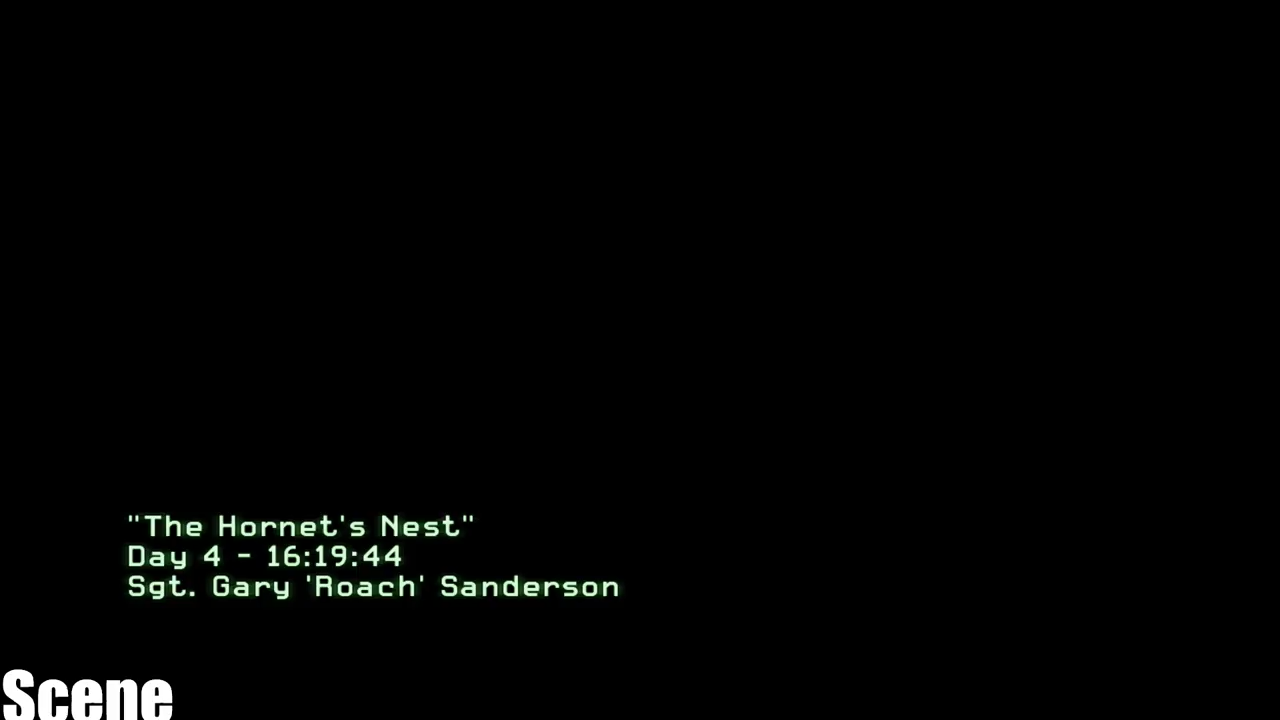 "The Hornet's Nest"
Day 4 - 16:19:44
Sgt. Gary 'Roach' Sanderson
Scene